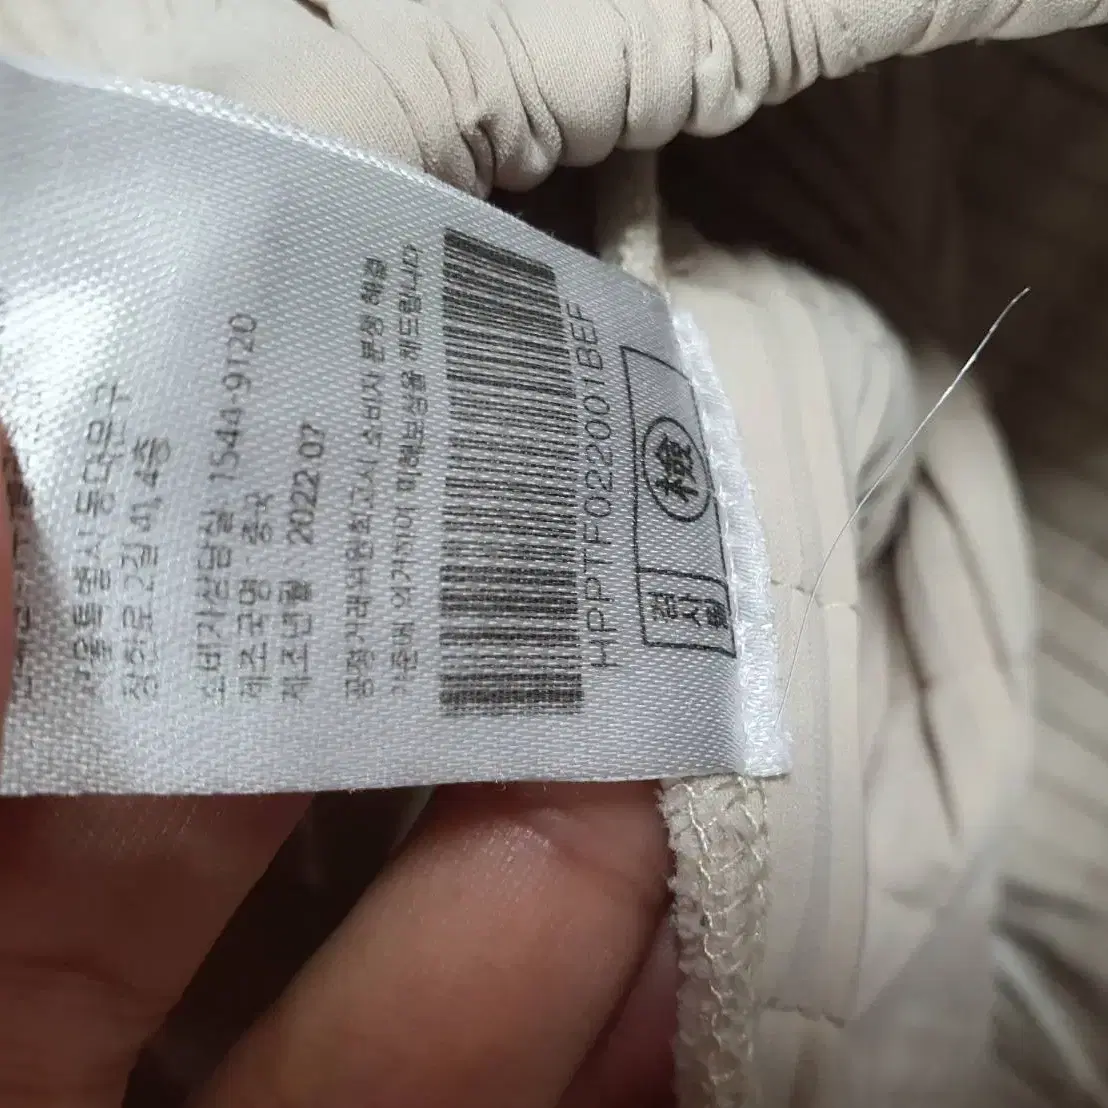 서울특별시 동대문구
장한로2길 41, 4층
소비자상담실 1544-9120
제조국명 중국
제조년월 2022.07
공정거래위원회고시 소비자 분쟁 해결
기준에 의거하여 피해보상을 해드립니다
HPPTF022001BEF
檢
검사